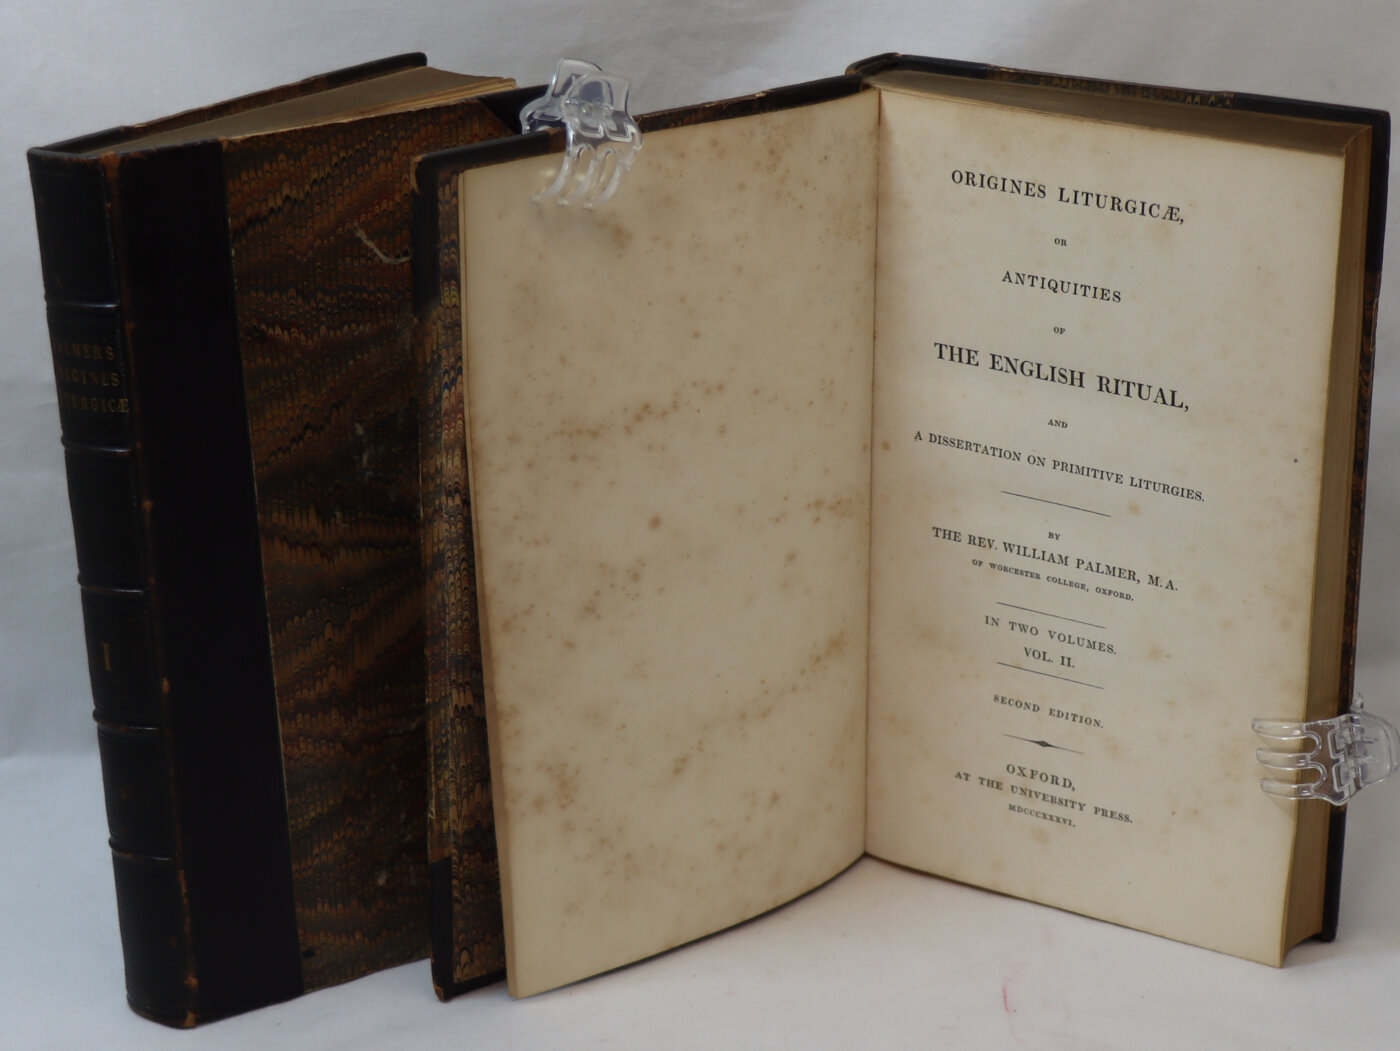 PALMER'S
ORIGINES
LITURGICÆ
I
ORIGINES LITURGICÆ,
OR
ANTIQUITIES
OF
THE ENGLISH RITUAL,
AND
A DISSERTATION ON PRIMITIVE LITURGIES.
BY
THE REV. WILLIAM PALMER, M.A.
OF WORCESTER COLLEGE, OXFORD.
IN TWO VOLUMES.
VOL. II.
SECOND EDITION.
OXFORD,
AT THE UNIVERSITY PRESS.
MDCCCXXXVI.